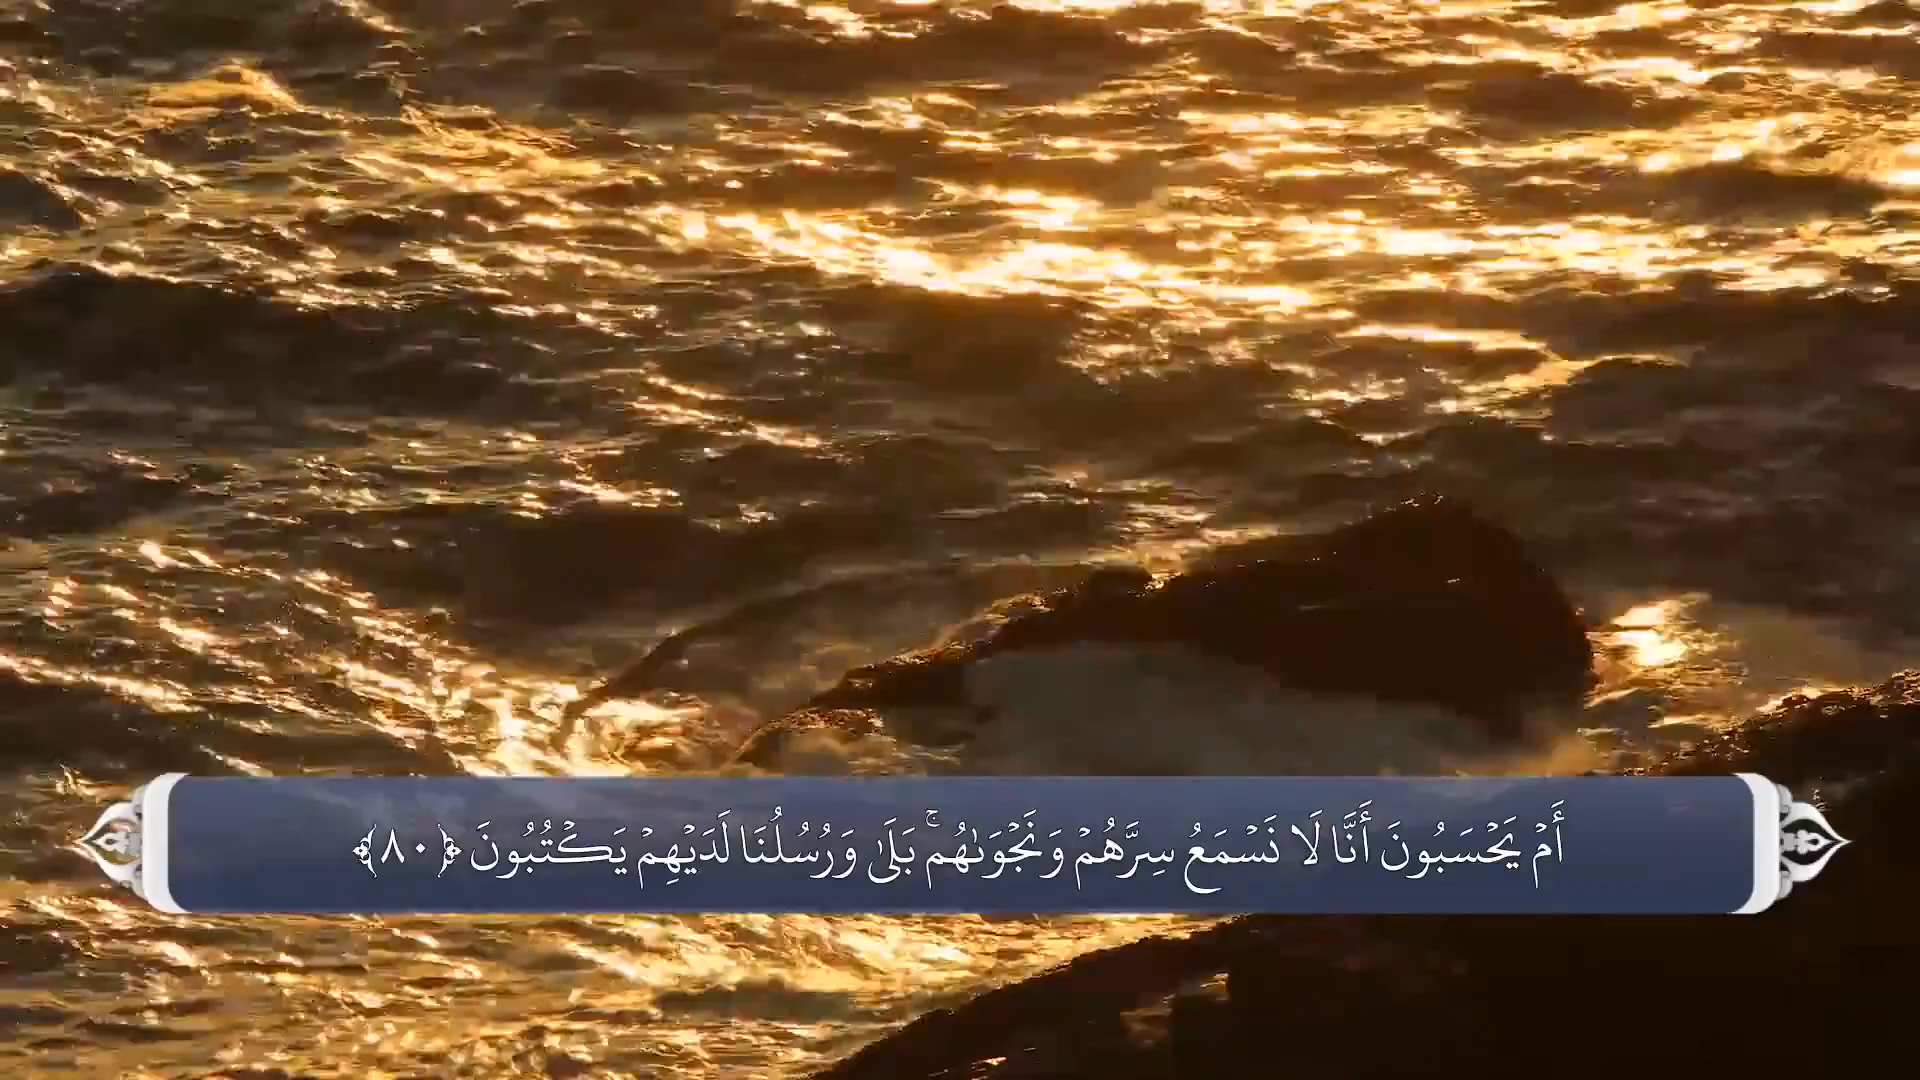 أَمْ يَحْسَبُونَ أَنَّا لَا نَسْمَعُ سِرَّهُمْ وَنَجْوَىٰهُم ۚ بَلَىٰ وَرُسُلُنَا لَدَيْهِمْ يَكْتُبُونَ ﴿٨٠﴾